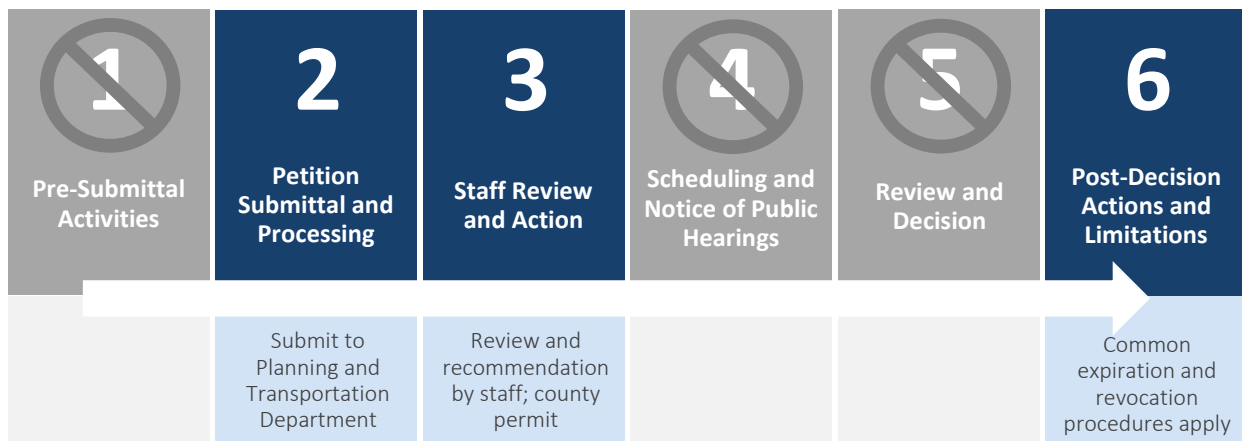 1
Pre-Submittal
Activities
2
Petition
Submittal and
Processing
Submit to
Planning and
Transportation
Department
3
Staff Review
and Action
Review and
recommendation
by staff; county
permit
4
Scheduling and
Notice of Public
Hearings
5
Review and
Decision
6
Post-Decision
Actions and
Limitations
Common
expiration and
revocation
procedures apply